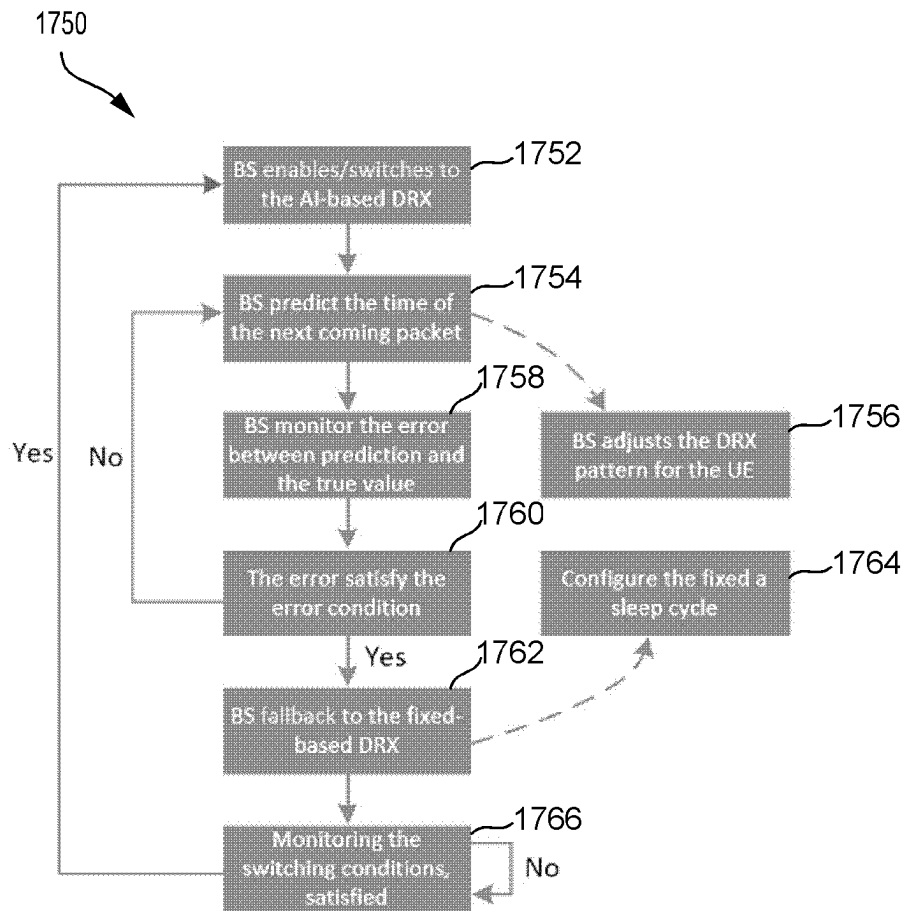 1750
BS enables/switches to
the AI-based DRX
1752
BS predict the time of
the next coming packet
1754
BS monitor the error
between prediction and
the true value
1758
BS adjusts the DRX
pattern for the UE
1756
Yes
No
The error satisfy the
error condition
1760
Configure the fixed a
sleep cycle
1764
Yes
BS fallback to the fixed-
based DRX
1762
Monitoring the
switching conditions,
satisfied
1766
No